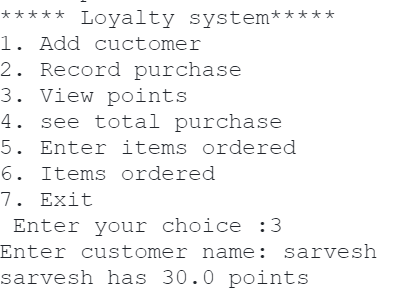 ***** Loyalty system*****
1. Add cuctomer
2. Record purchase
3. View points
4. see total purchase
5. Enter items ordered
6. Items ordered
7. Exit
 Enter your choice :3
Enter customer name: sarvesh
sarvesh has 30.0 points